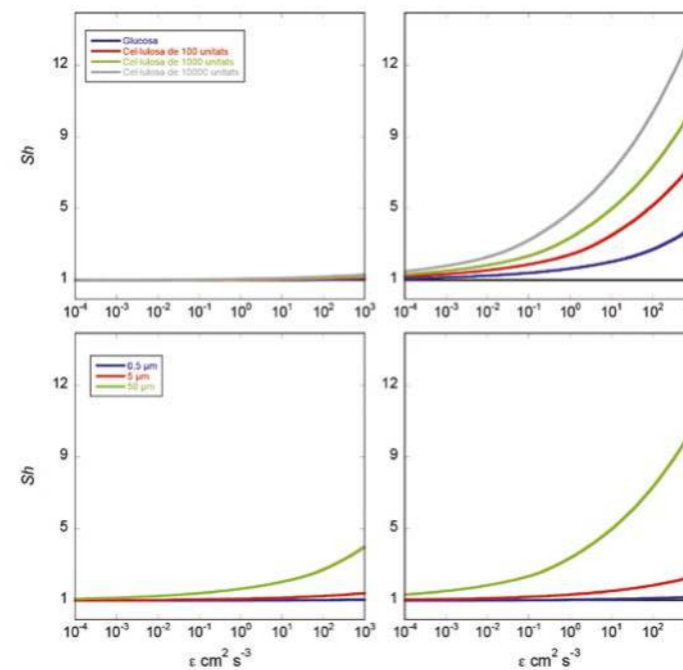 12
9
5
1
Sh
Glucosa
Cel·lulosa de 100 unitats
Cel·lulosa de 1000 unitats
Cel·lulosa de 10000 unitats
10⁻⁴ 10⁻³ 10⁻² 10⁻¹ 10⁰ 10¹ 10² 10³
12
9
5
1
10⁻⁴ 10⁻³ 10⁻² 10⁻¹ 10⁰ 10¹ 10²
12
9
5
1
Sh
0.5 µm
5 µm
50 µm
10⁻⁴ 10⁻³ 10⁻² 10⁻¹ 10⁰ 10¹ 10² 10³
ε cm² s⁻³
12
9
5
1
10⁻⁴ 10⁻³ 10⁻² 10⁻¹ 10⁰ 10¹ 10²
ε cm² s⁻³